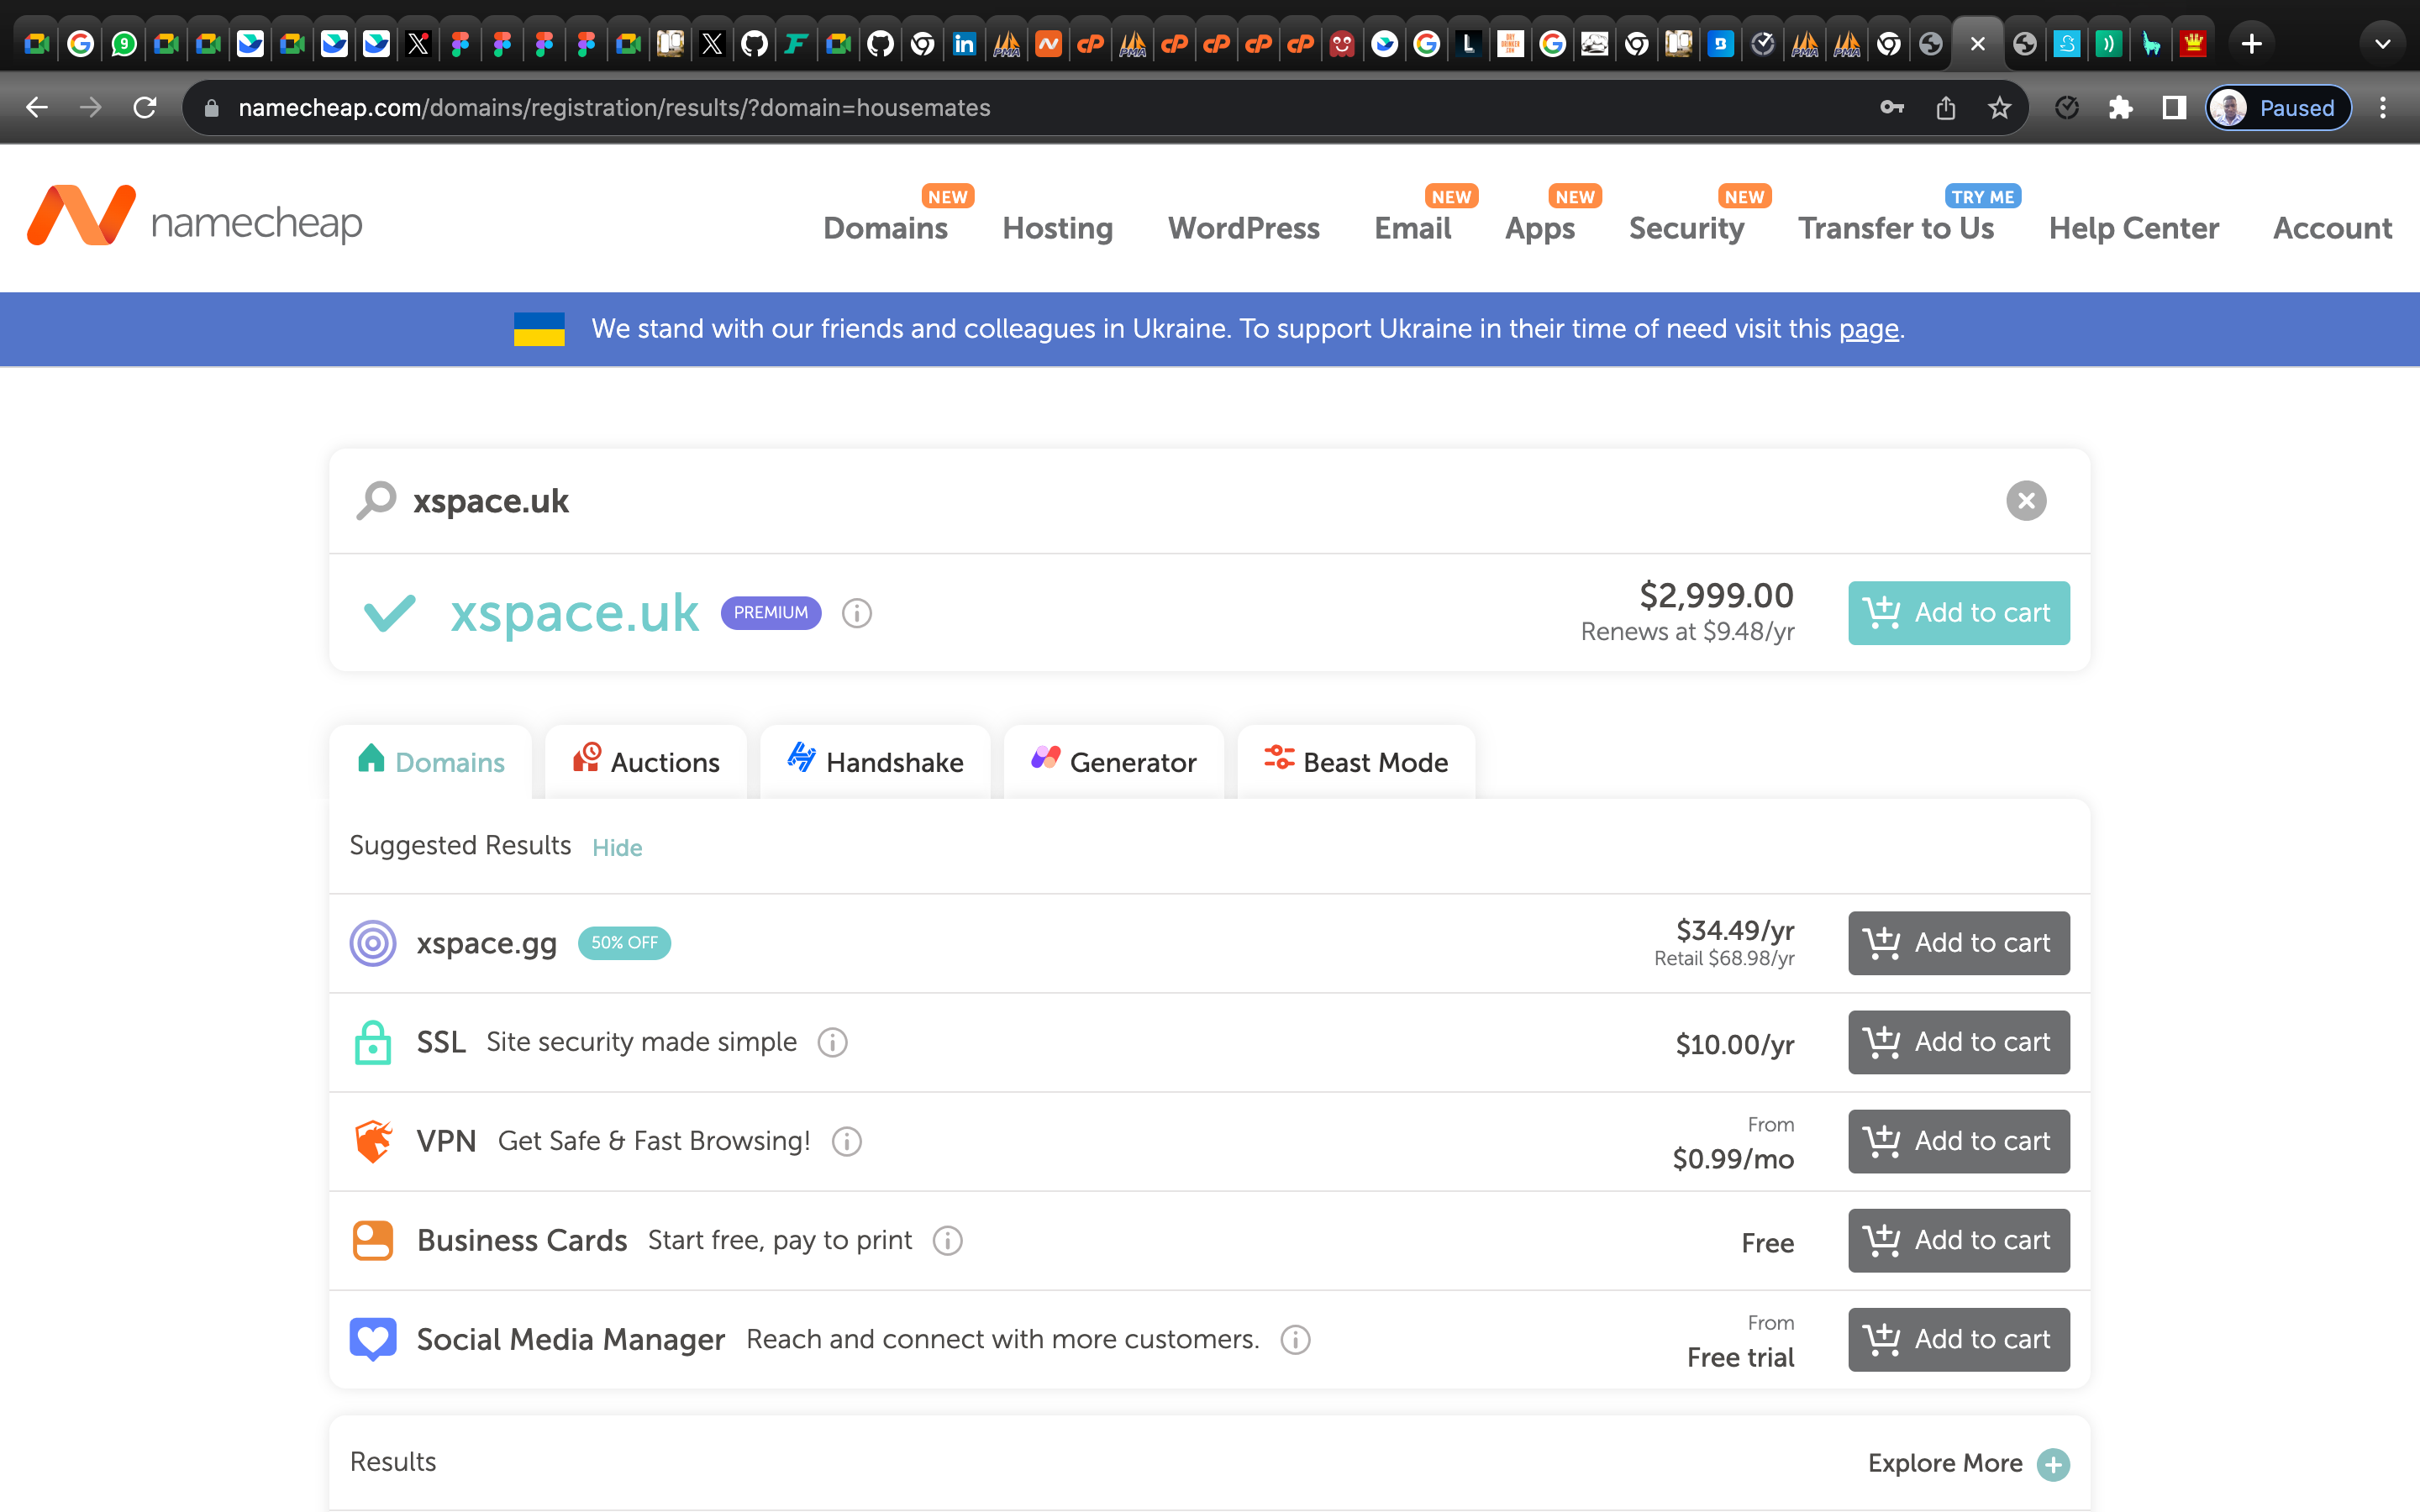 namecheap.com/domains/registration/results/?domain=housemates
Paused
namecheap
Domains NEW
Hosting
WordPress
Email NEW
Apps NEW
Security NEW
Transfer to Us TRY ME
Help Center
Account
We stand with our friends and colleagues in Ukraine. To support Ukraine in their time of need visit this page.
xspace.uk
xspace.uk PREMIUM
$2,999.00
Renews at $9.48/yr
Add to cart
Domains
Auctions
Handshake
Generator
Beast Mode
Suggested Results Hide
xspace.gg 50% OFF
$34.49/yr
Retail $68.98/yr
Add to cart
SSL Site security made simple
$10.00/yr
Add to cart
VPN Get Safe & Fast Browsing!
From
$0.99/mo
Add to cart
Business Cards Start free, pay to print
Free
Add to cart
Social Media Manager Reach and connect with more customers.
From
Free trial
Add to cart
Results
Explore More